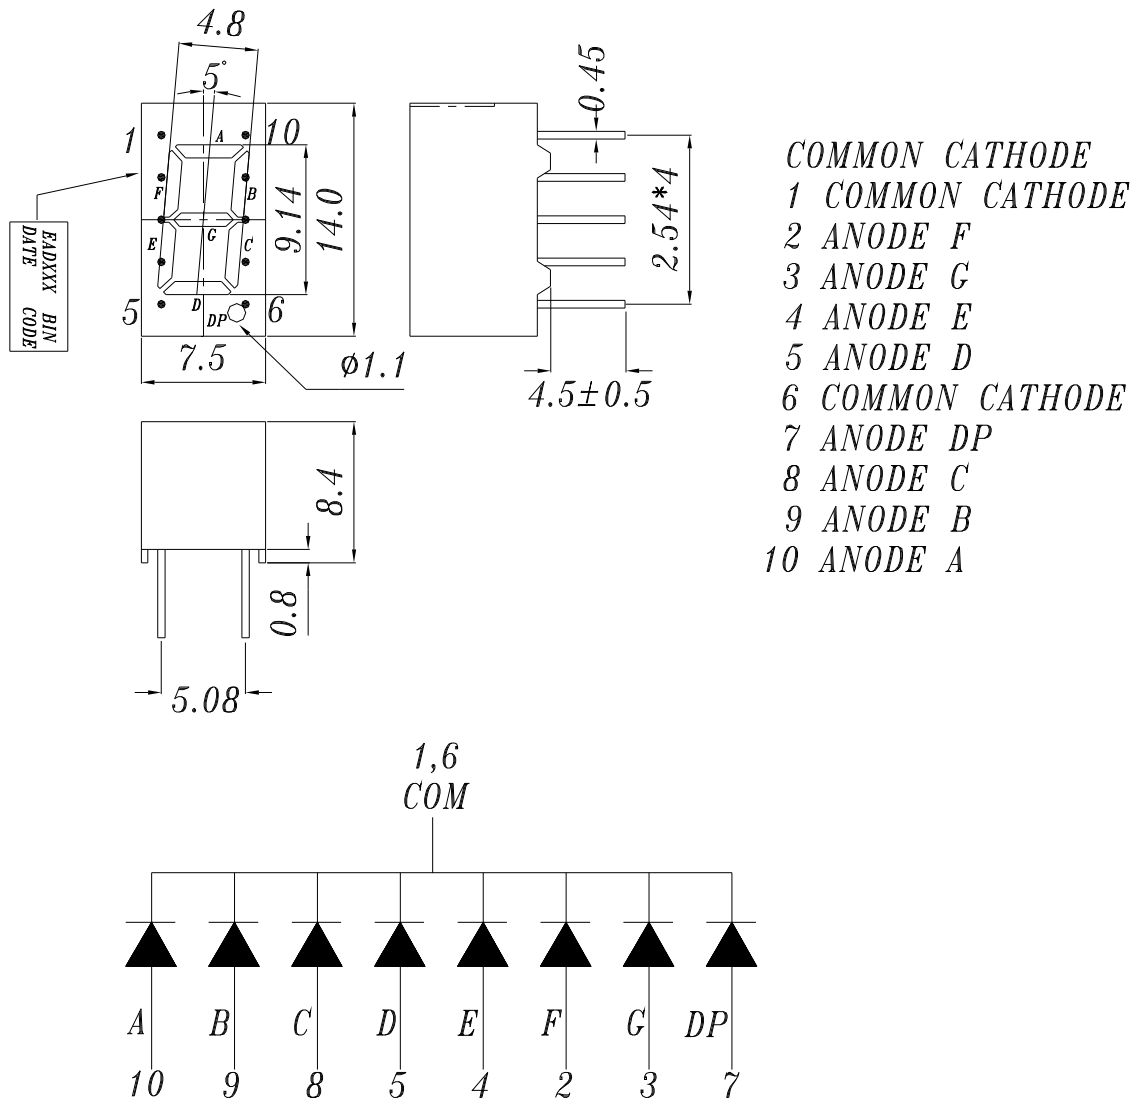 4.8
5°
1
10
A
F
B
9.14
14.0
G
E
C
5
D
6
DP
EADXXX BIN
DATE CODE
7.5
ø1.1
0.45
2.54*4
4.5±0.5
COMMON CATHODE
1 COMMON CATHODE
2 ANODE F
3 ANODE G
4 ANODE E
5 ANODE D
6 COMMON CATHODE
7 ANODE DP
8 ANODE C
9 ANODE B
10 ANODE A
8.4
0.8
5.08
1,6
COM
A B C D E F G DP
10 9 8 5 4 2 3 7